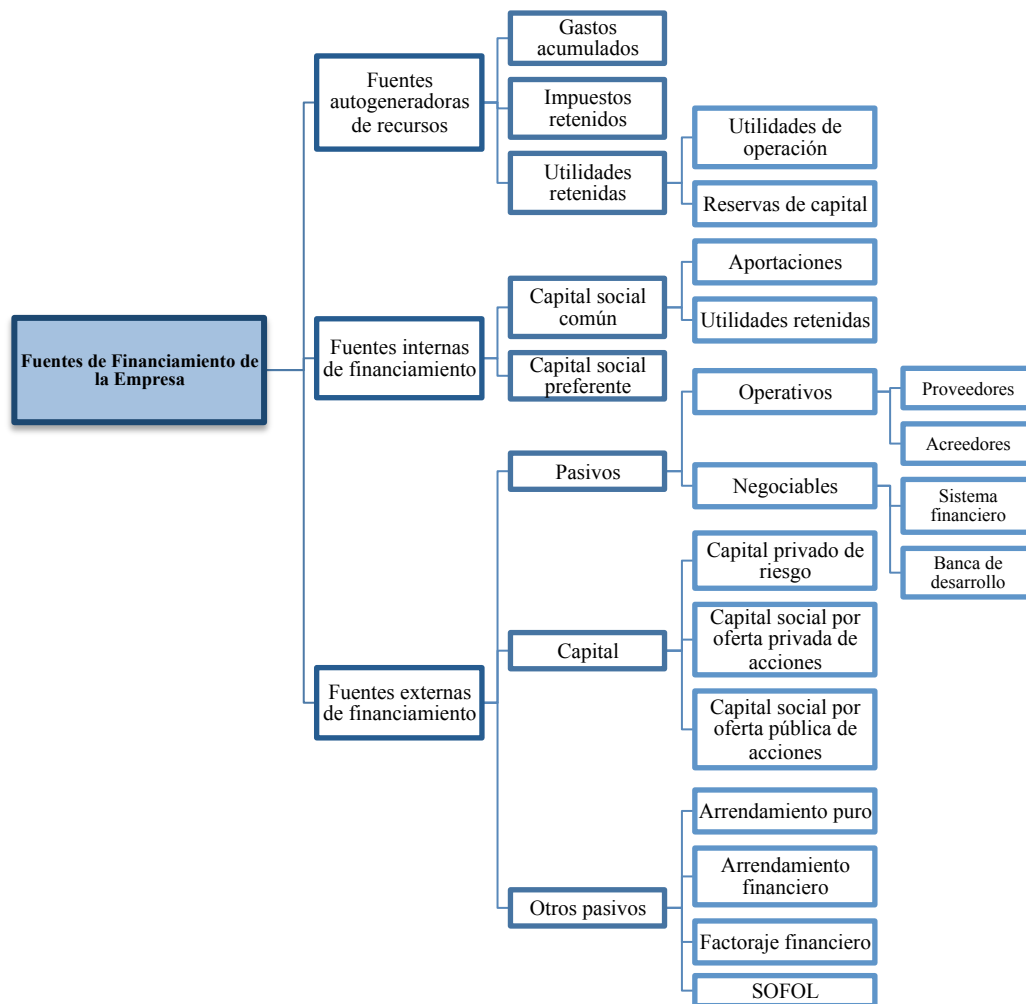 Fuentes de Financiamiento de
la Empresa
Fuentes
autogeneradoras
de recursos
Gastos
acumulados
Impuestos
retenidos
Utilidades
retenidas
Utilidades de
operación
Reservas de capital
Fuentes internas
de financiamiento
Capital social
común
Aportaciones
Utilidades retenidas
Capital social
preferente
Fuentes externas
de financiamiento
Pasivos
Operativos
Proveedores
Acreedores
Negociables
Sistema
financiero
Banca de
desarrollo
Capital
Capital privado de
riesgo
Capital social por
oferta privada de
acciones
Capital social por
oferta pública de
acciones
Otros pasivos
Arrendamiento puro
Arrendamiento
financiero
Factoraje financiero
SOFOL